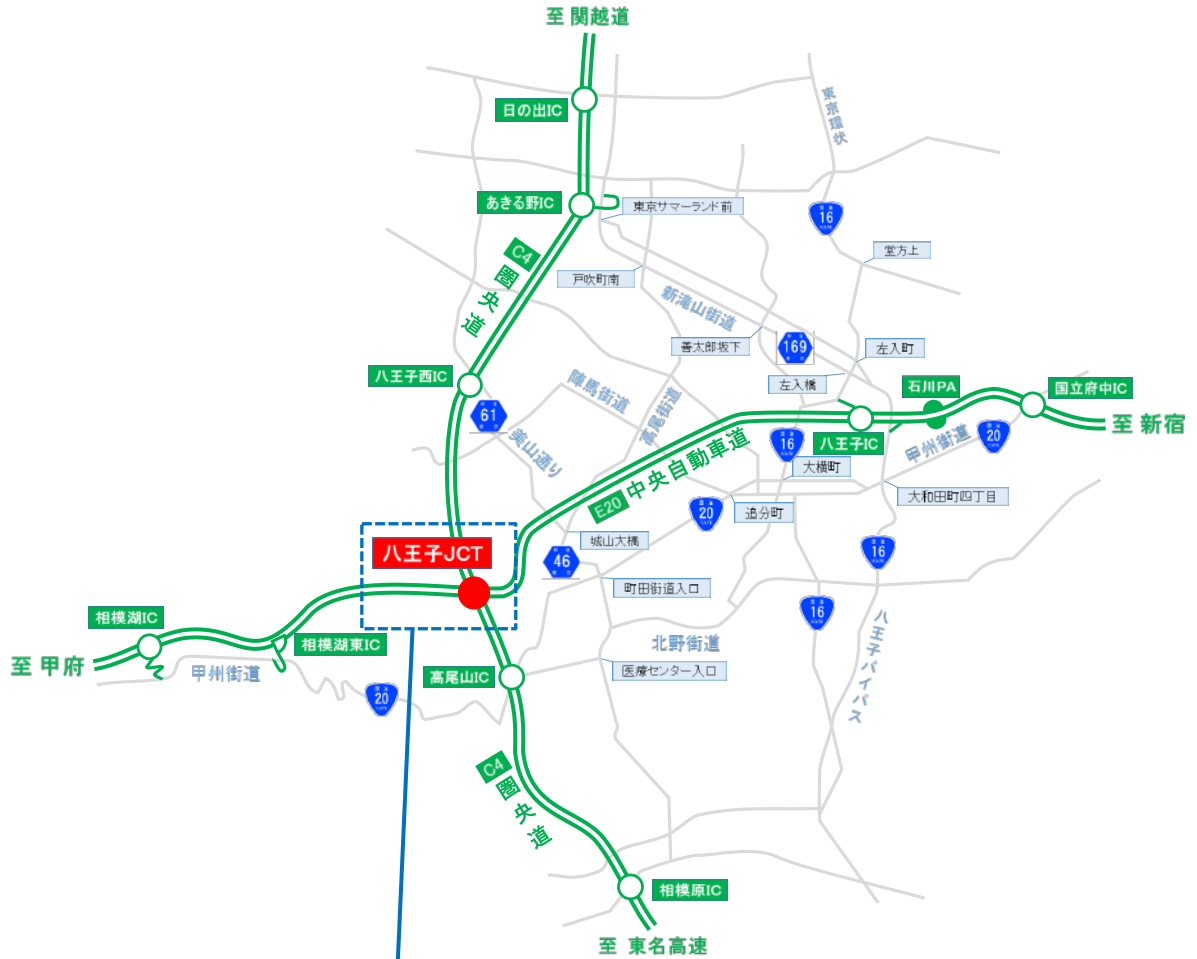 至 関越道
日の出IC
東京環状
あきる野IC
東京サマーランド前
16
堂方上
C4
圏央道
戸吹町南
新滝山街道
善太郎坂下
169
左入町
八王子西IC
陣馬街道
左入橋
石川PA
国立府中IC
61
高尾街道
至 新宿
美山通り
16
八王子IC
甲州街道
20
中央自動車道
大横町
E20
20
追分町
大和田町四丁目
城山大橋
八王子JCT
46
16
町田街道入口
16
相模湖IC
相模湖東IC
北野街道
八王子バイパス
至 甲府
甲州街道
高尾山IC
医療センター入口
20
C4
圏央道
相模原IC
至 東名高速